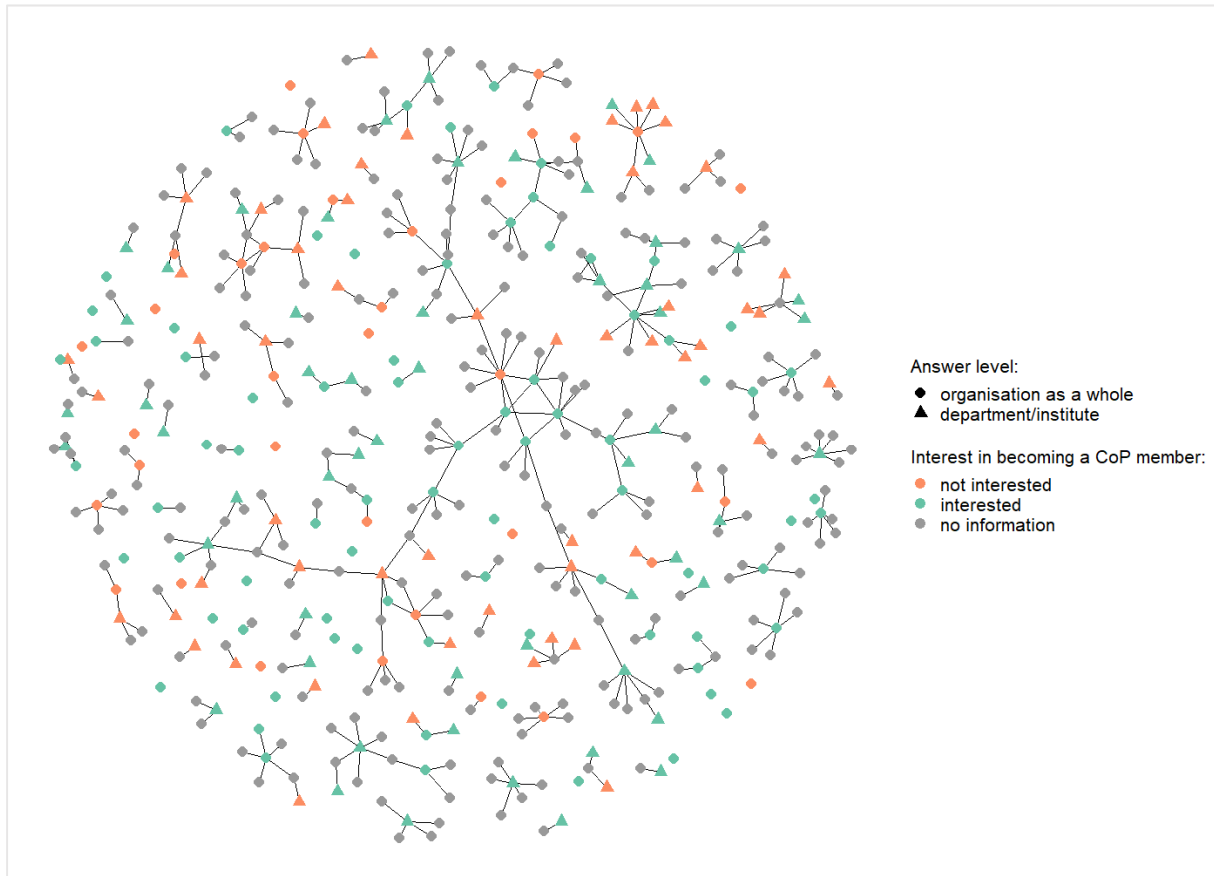 Answer level:
organisation as a whole
department/institute
Interest in becoming a CoP member:
not interested
interested
no information